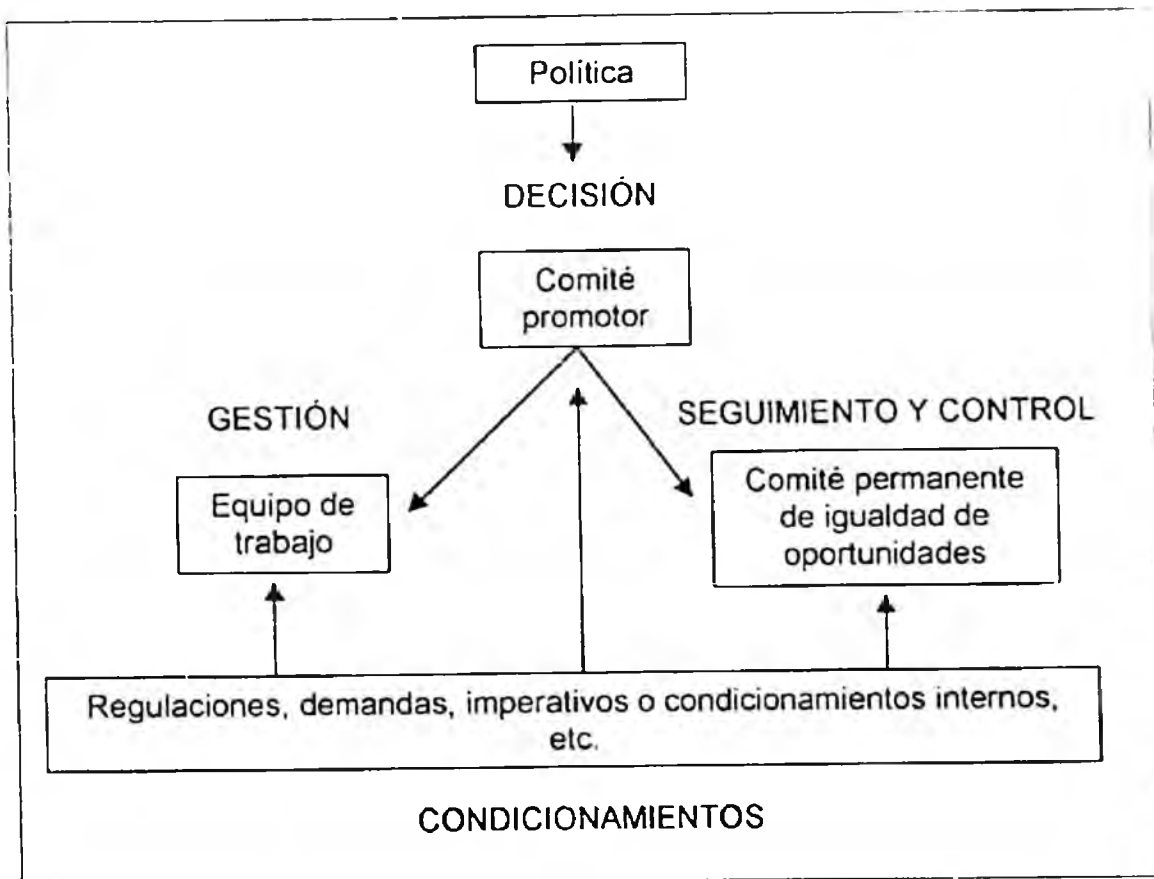 Política
DECISIÓN
Comité
promotor
GESTIÓN
SEGUIMIENTO Y CONTROL
Equipo de
trabajo
Comité permanente
de igualdad de
oportunidades
Regulaciones, demandas, imperativos o condicionamientos internos,
etc.
CONDICIONAMIENTOS